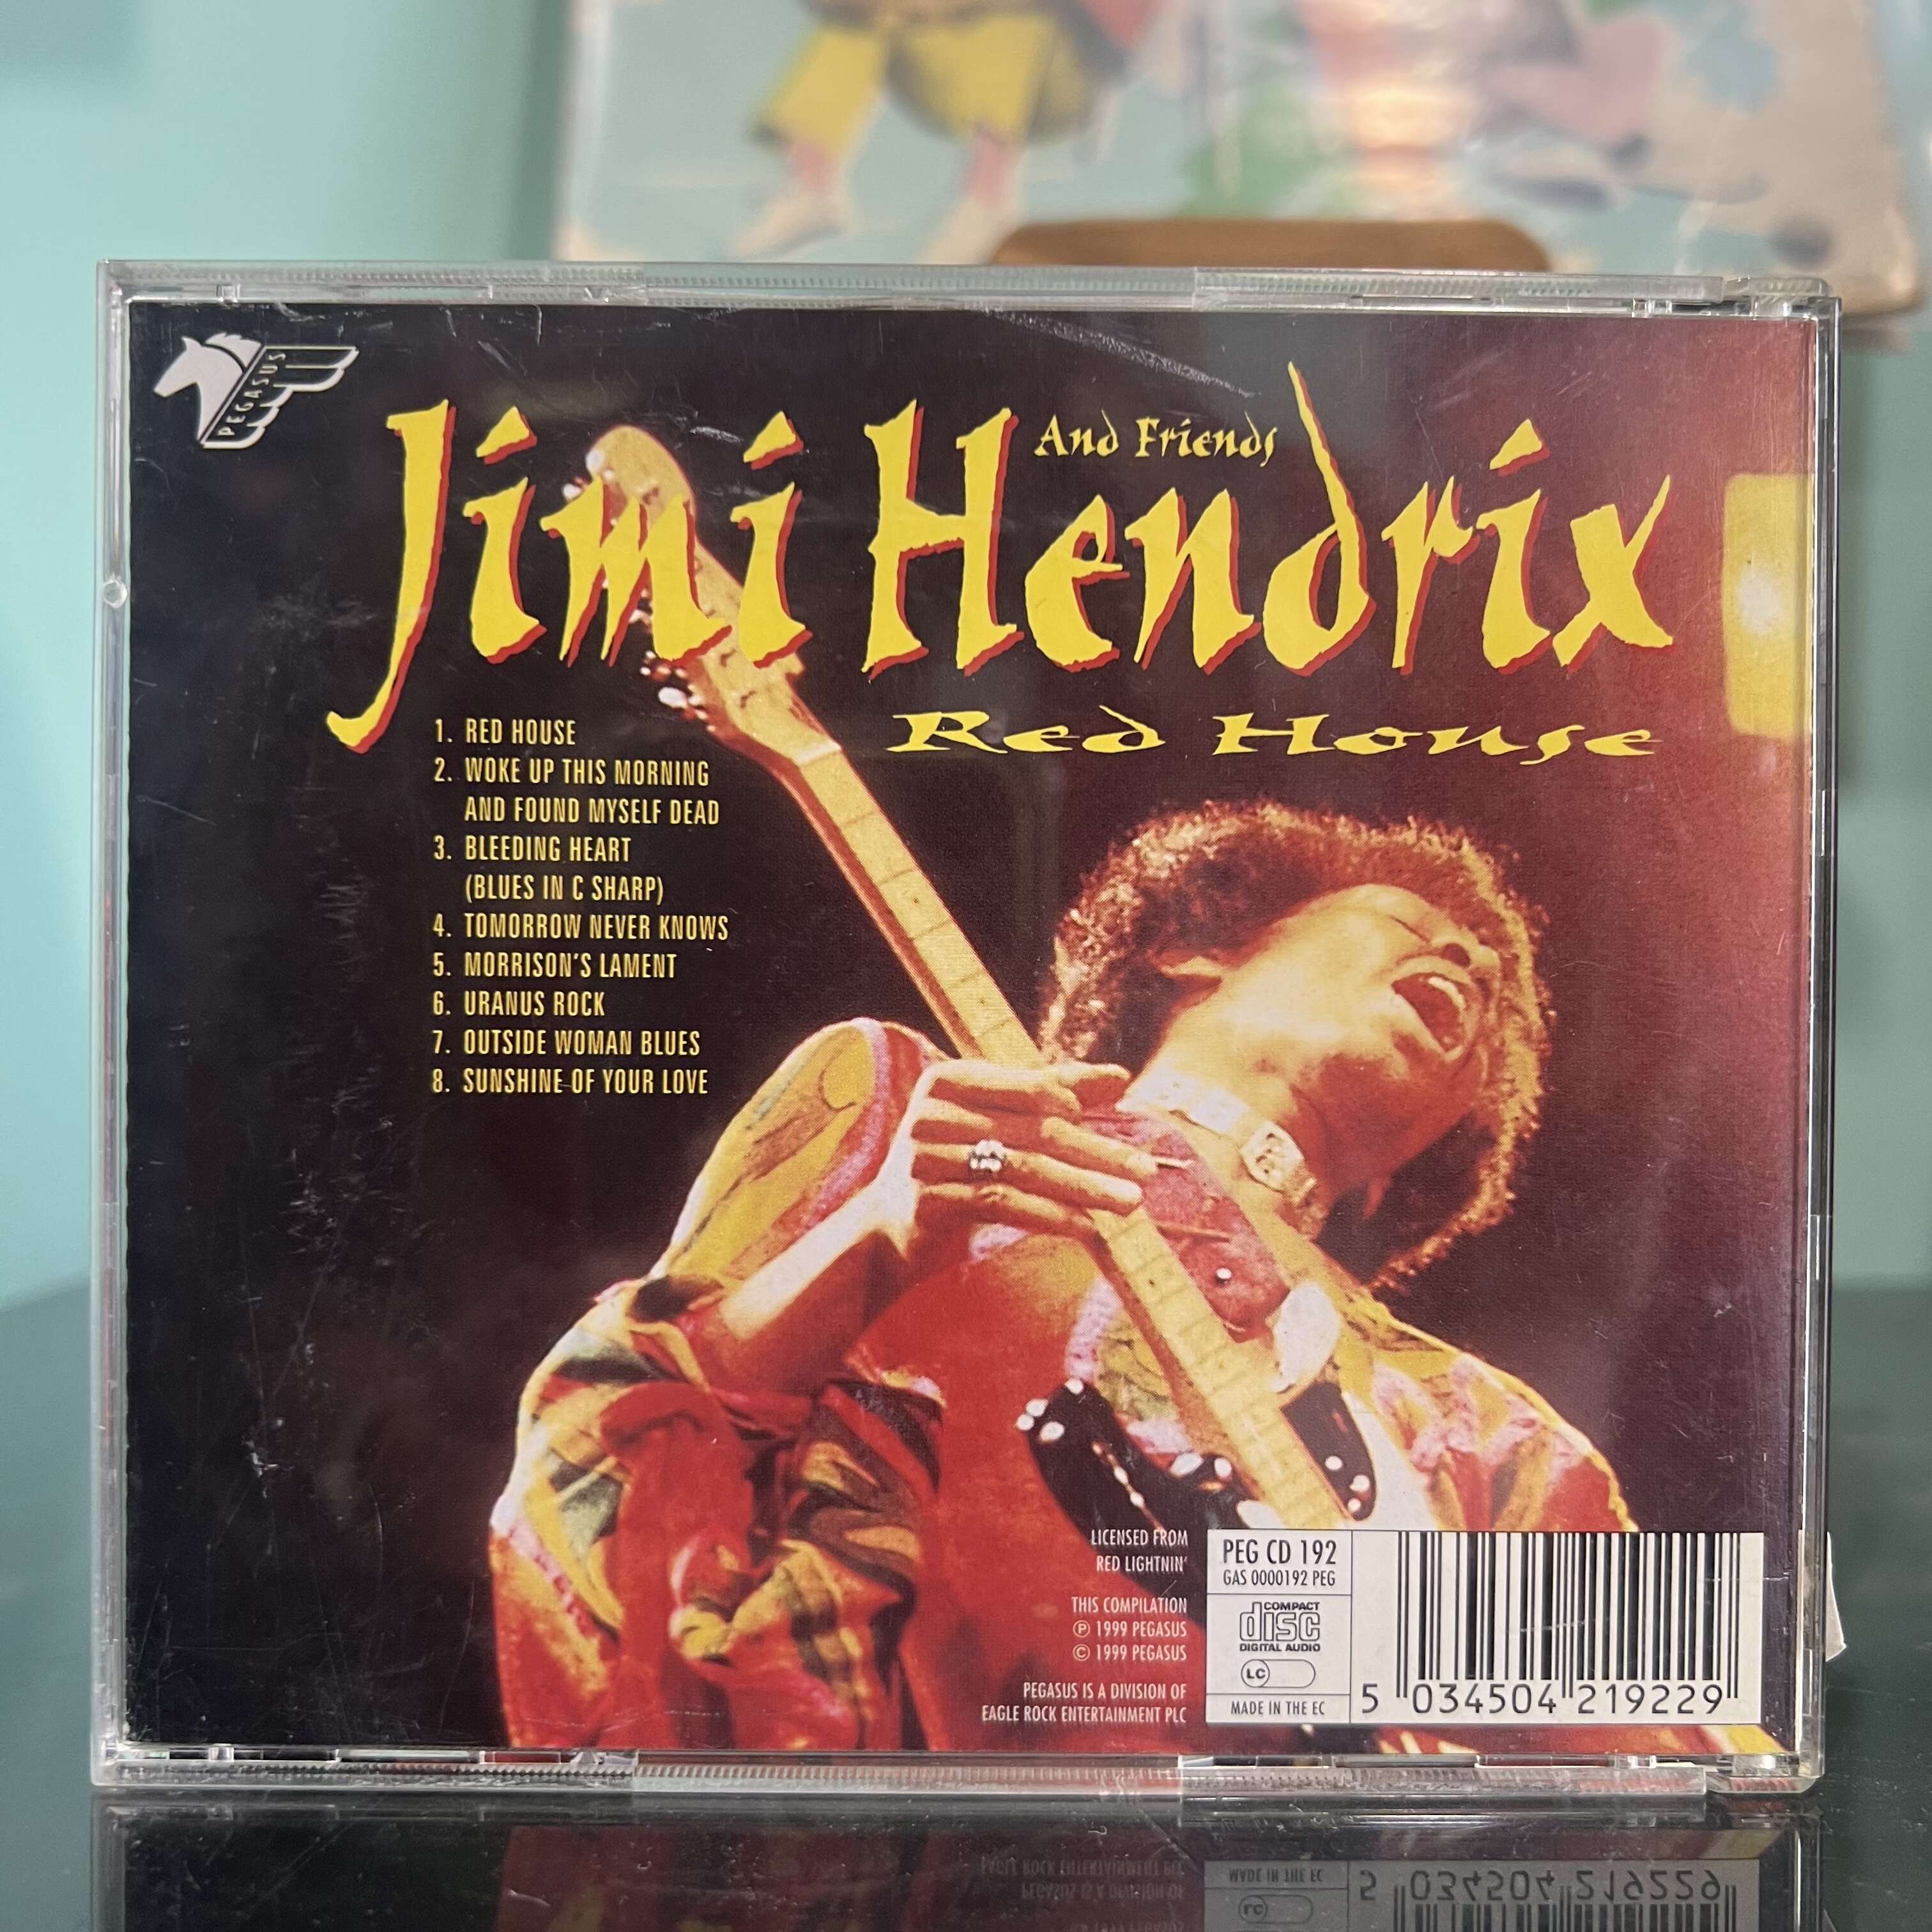 PEGASUS
Jimi Hendrix
And Friends
Red House
1. RED HOUSE
2. WOKE UP THIS MORNING
AND FOUND MYSELF DEAD
3. BLEEDING HEART
(BLUES IN C SHARP)
4. TOMORROW NEVER KNOWS
5. MORRISON'S LAMENT
6. URANUS ROCK
7. OUTSIDE WOMAN BLUES
8. SUNSHINE OF YOUR LOVE
LICENSED FROM
RED LIGHTNIN'
THIS COMPILATION
℗ 1999 PEGASUS
© 1999 PEGASUS
PEGASUS IS A DIVISION OF
EAGLE ROCK ENTERTAINMENT PLC
PEG CD 192
GAS 0000192 PEG
COMPACT
disc
DIGITAL AUDIO
LC
MADE IN THE EC
5 034504 219229